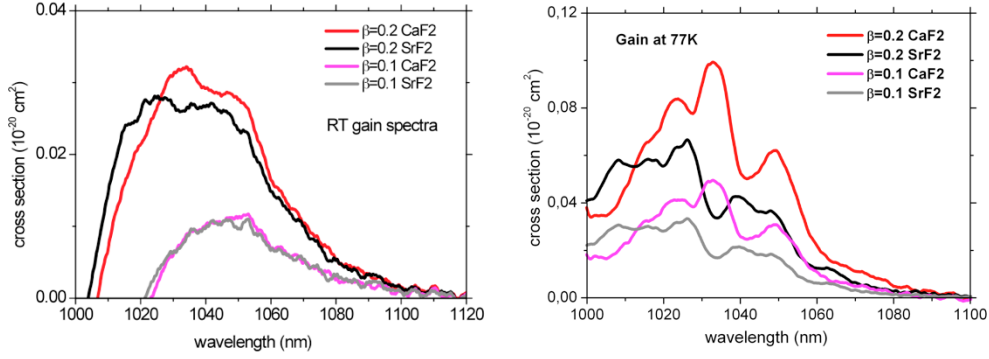 0.04
0.02
0.00
cross section (10⁻²⁰ cm²)
β=0.2 CaF2
β=0.2 SrF2
β=0.1 CaF2
β=0.1 SrF2
RT gain spectra
1000 1020 1040 1060 1080 1100 1120
wavelength (nm)
0,12
0,08
0,04
0,00
cross section (10⁻²⁰ cm²)
Gain at 77K
β=0.2 CaF2
β=0.2 SrF2
β=0.1 CaF2
β=0.1 SrF2
1000 1020 1040 1060 1080 1100
wavelength (nm)